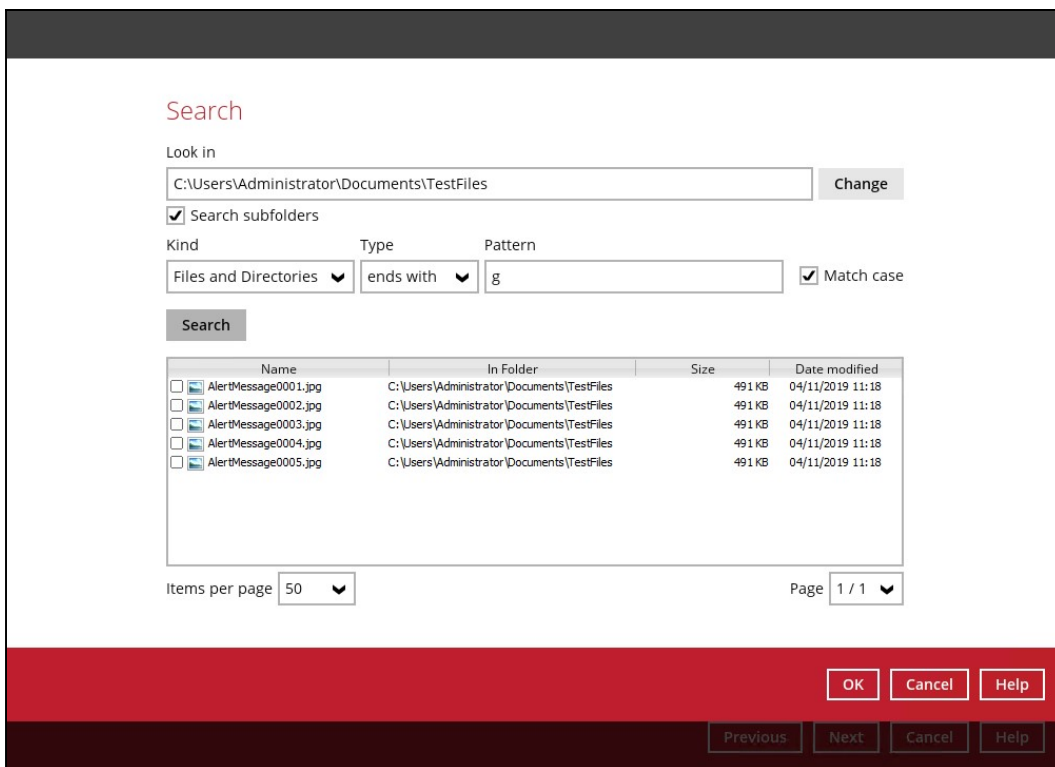 Search
Look in
C:\Users\Administrator\Documents\TestFiles Change
Search subfolders
Kind Type Pattern
Files and Directories ends with g Match case
Search
Name In Folder Size Date modified
AlertMessage0001.jpg C:\Users\Administrator\Documents\TestFiles 491 KB 04/11/2019 11:18
AlertMessage0002.jpg C:\Users\Administrator\Documents\TestFiles 491 KB 04/11/2019 11:18
AlertMessage0003.jpg C:\Users\Administrator\Documents\TestFiles 491 KB 04/11/2019 11:18
AlertMessage0004.jpg C:\Users\Administrator\Documents\TestFiles 491 KB 04/11/2019 11:18
AlertMessage0005.jpg C:\Users\Administrator\Documents\TestFiles 491 KB 04/11/2019 11:18
Items per page 50 Page 1 / 1
OK Cancel Help
Previous Next Cancel Help